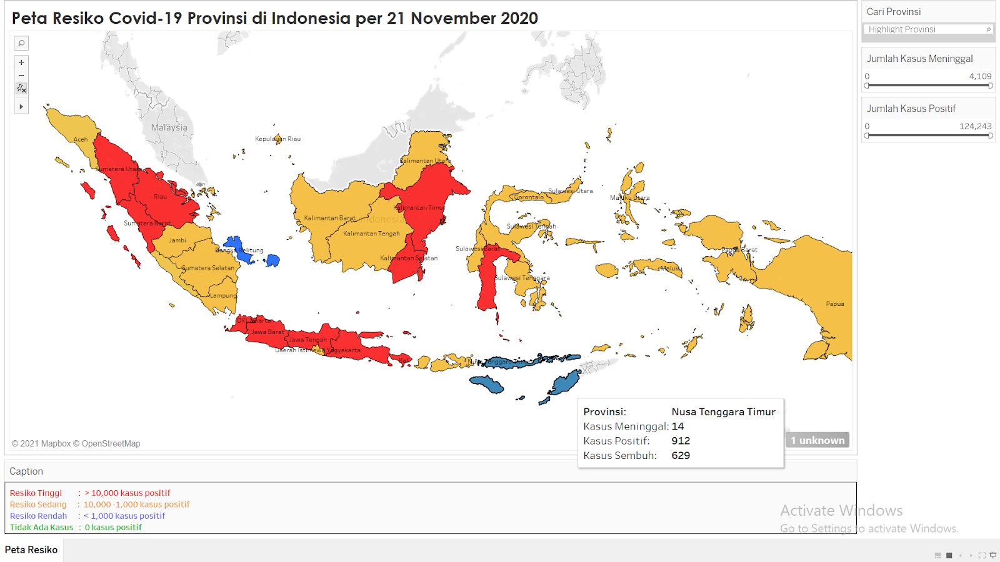 Peta Resiko Covid-19 Provinsi di Indonesia per 21 November 2020
Cari Provinsi
Highlight Provinsi
Jumlah Kasus Meninggal
0 4,109
Jumlah Kasus Positif
0 124,243
Malaysia
Aceh
Kepulauan Riau
Sumatera Utara
Kalimantan Utara
Riau
Sulawesi Utara
Gorontalo
Maluku Utara
Kalimantan Timur
Kalimantan Barat
Indonesia
Sumatera Barat
Sulawesi Tengah
Kalimantan Tengah
Jambi
Bangka Belitung
Sulawesi Barat
Papua Barat
Kalimantan Selatan
Sumatera Selatan
Maluku
Sulawesi Tenggara
Lampung
Papua
DKI Jakarta
Jawa Barat
Jawa Tengah
Daerah Istimewa Yogyakarta
Bali
Nusa Tenggara Timur
Provinsi: Nusa Tenggara Timur
Kasus Meninggal: 14
Kasus Positif: 912
Kasus Sembuh: 629
1 unknown
© 2021 Mapbox © OpenStreetMap
Caption
Resiko Tinggi : > 10,000 kasus positif
Resiko Sedang : 10,000 -1,000 kasus positif
Resiko Rendah : < 1,000 kasus positif
Tidak Ada Kasus : 0 kasus positif
Activate Windows
Go to Settings to activate Windows.
Peta Resiko